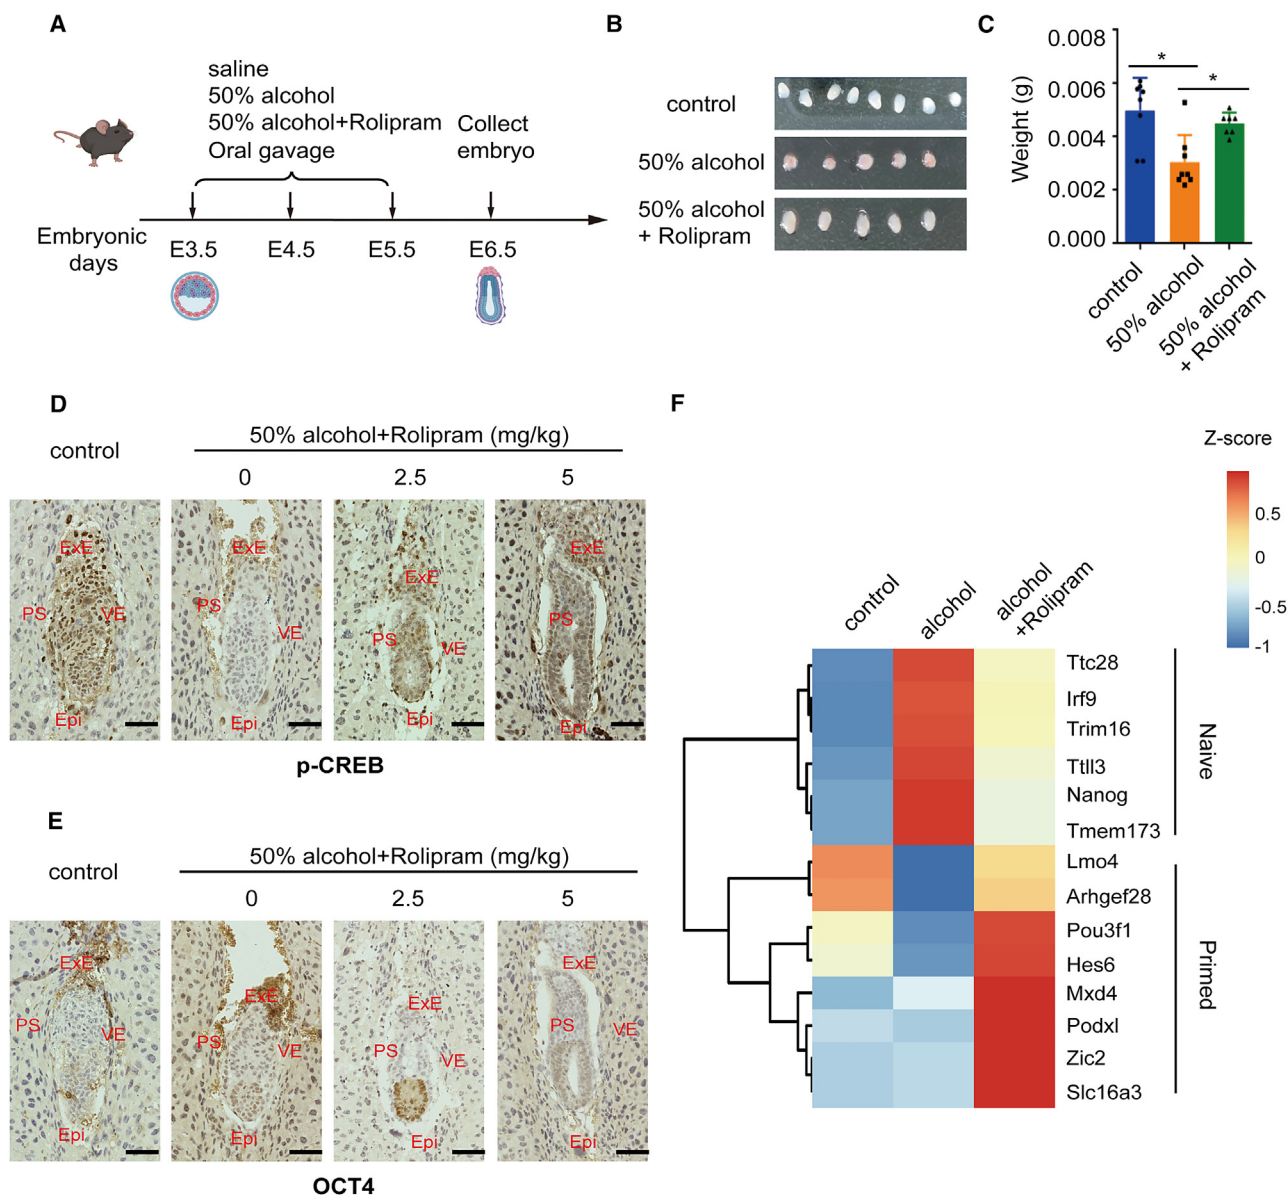 A
saline
50% alcohol
50% alcohol+Rolipram
Oral gavage
Collect
embryo
Embryonic
days
E3.5
E4.5
E5.5
E6.5
B
control
50% alcohol
50% alcohol
+ Rolipram
C
Weight (g)
0.008
0.006
0.004
0.002
0.000
*
*
control
50% alcohol
50% alcohol
+ Rolipram
D
control
50% alcohol+Rolipram (mg/kg)
0
2.5
5
ExE
PS
VE
Epi
ExE
PS
VE
Epi
ExE
PS
VE
Epi
ExE
PS
Epi
p-CREB
E
control
50% alcohol+Rolipram (mg/kg)
0
2.5
5
ExE
PS
VE
Epi
ExE
PS
VE
Epi
ExE
PS
VE
Epi
ExE
PS
VE
Epi
OCT4
F
Z-score
0.5
0
-0.5
-1
control
alcohol
alcohol
+Rolipram
Ttc28
Irf9
Trim16
Ttll3
Nanog
Tmem173
Lmo4
Arhgef28
Pou3f1
Hes6
Mxd4
Podxl
Zic2
Slc16a3
Naive
Primed